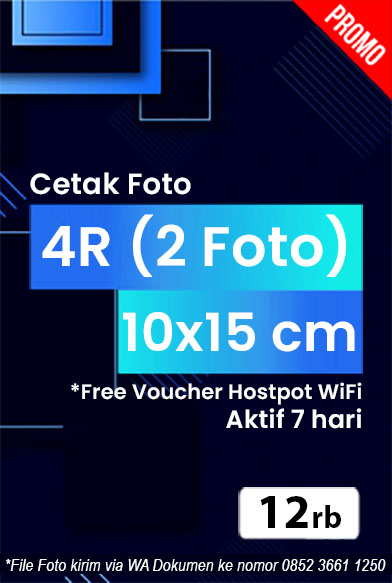 PROMO
Cetak Foto
4R (2 Foto)
10x15 cm
*Free Voucher Hostpot WiFi
Aktif 7 hari
12rb
*File Foto kirim via WA Dokumen ke nomor 0852 3661 1250